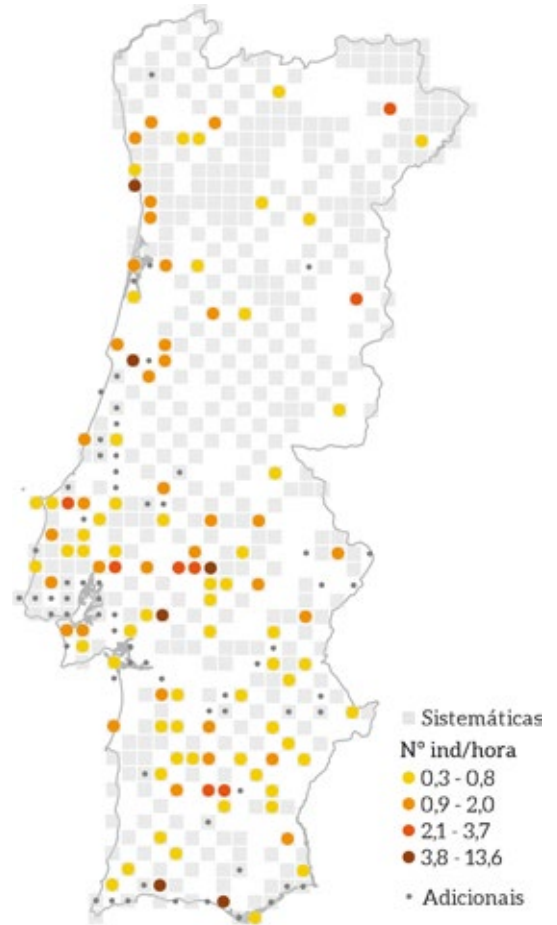 Sistemáticas
N° ind/hora
0,3 - 0,8
0,9 - 2,0
2,1 - 3,7
3,8 - 13,6
Adicionais